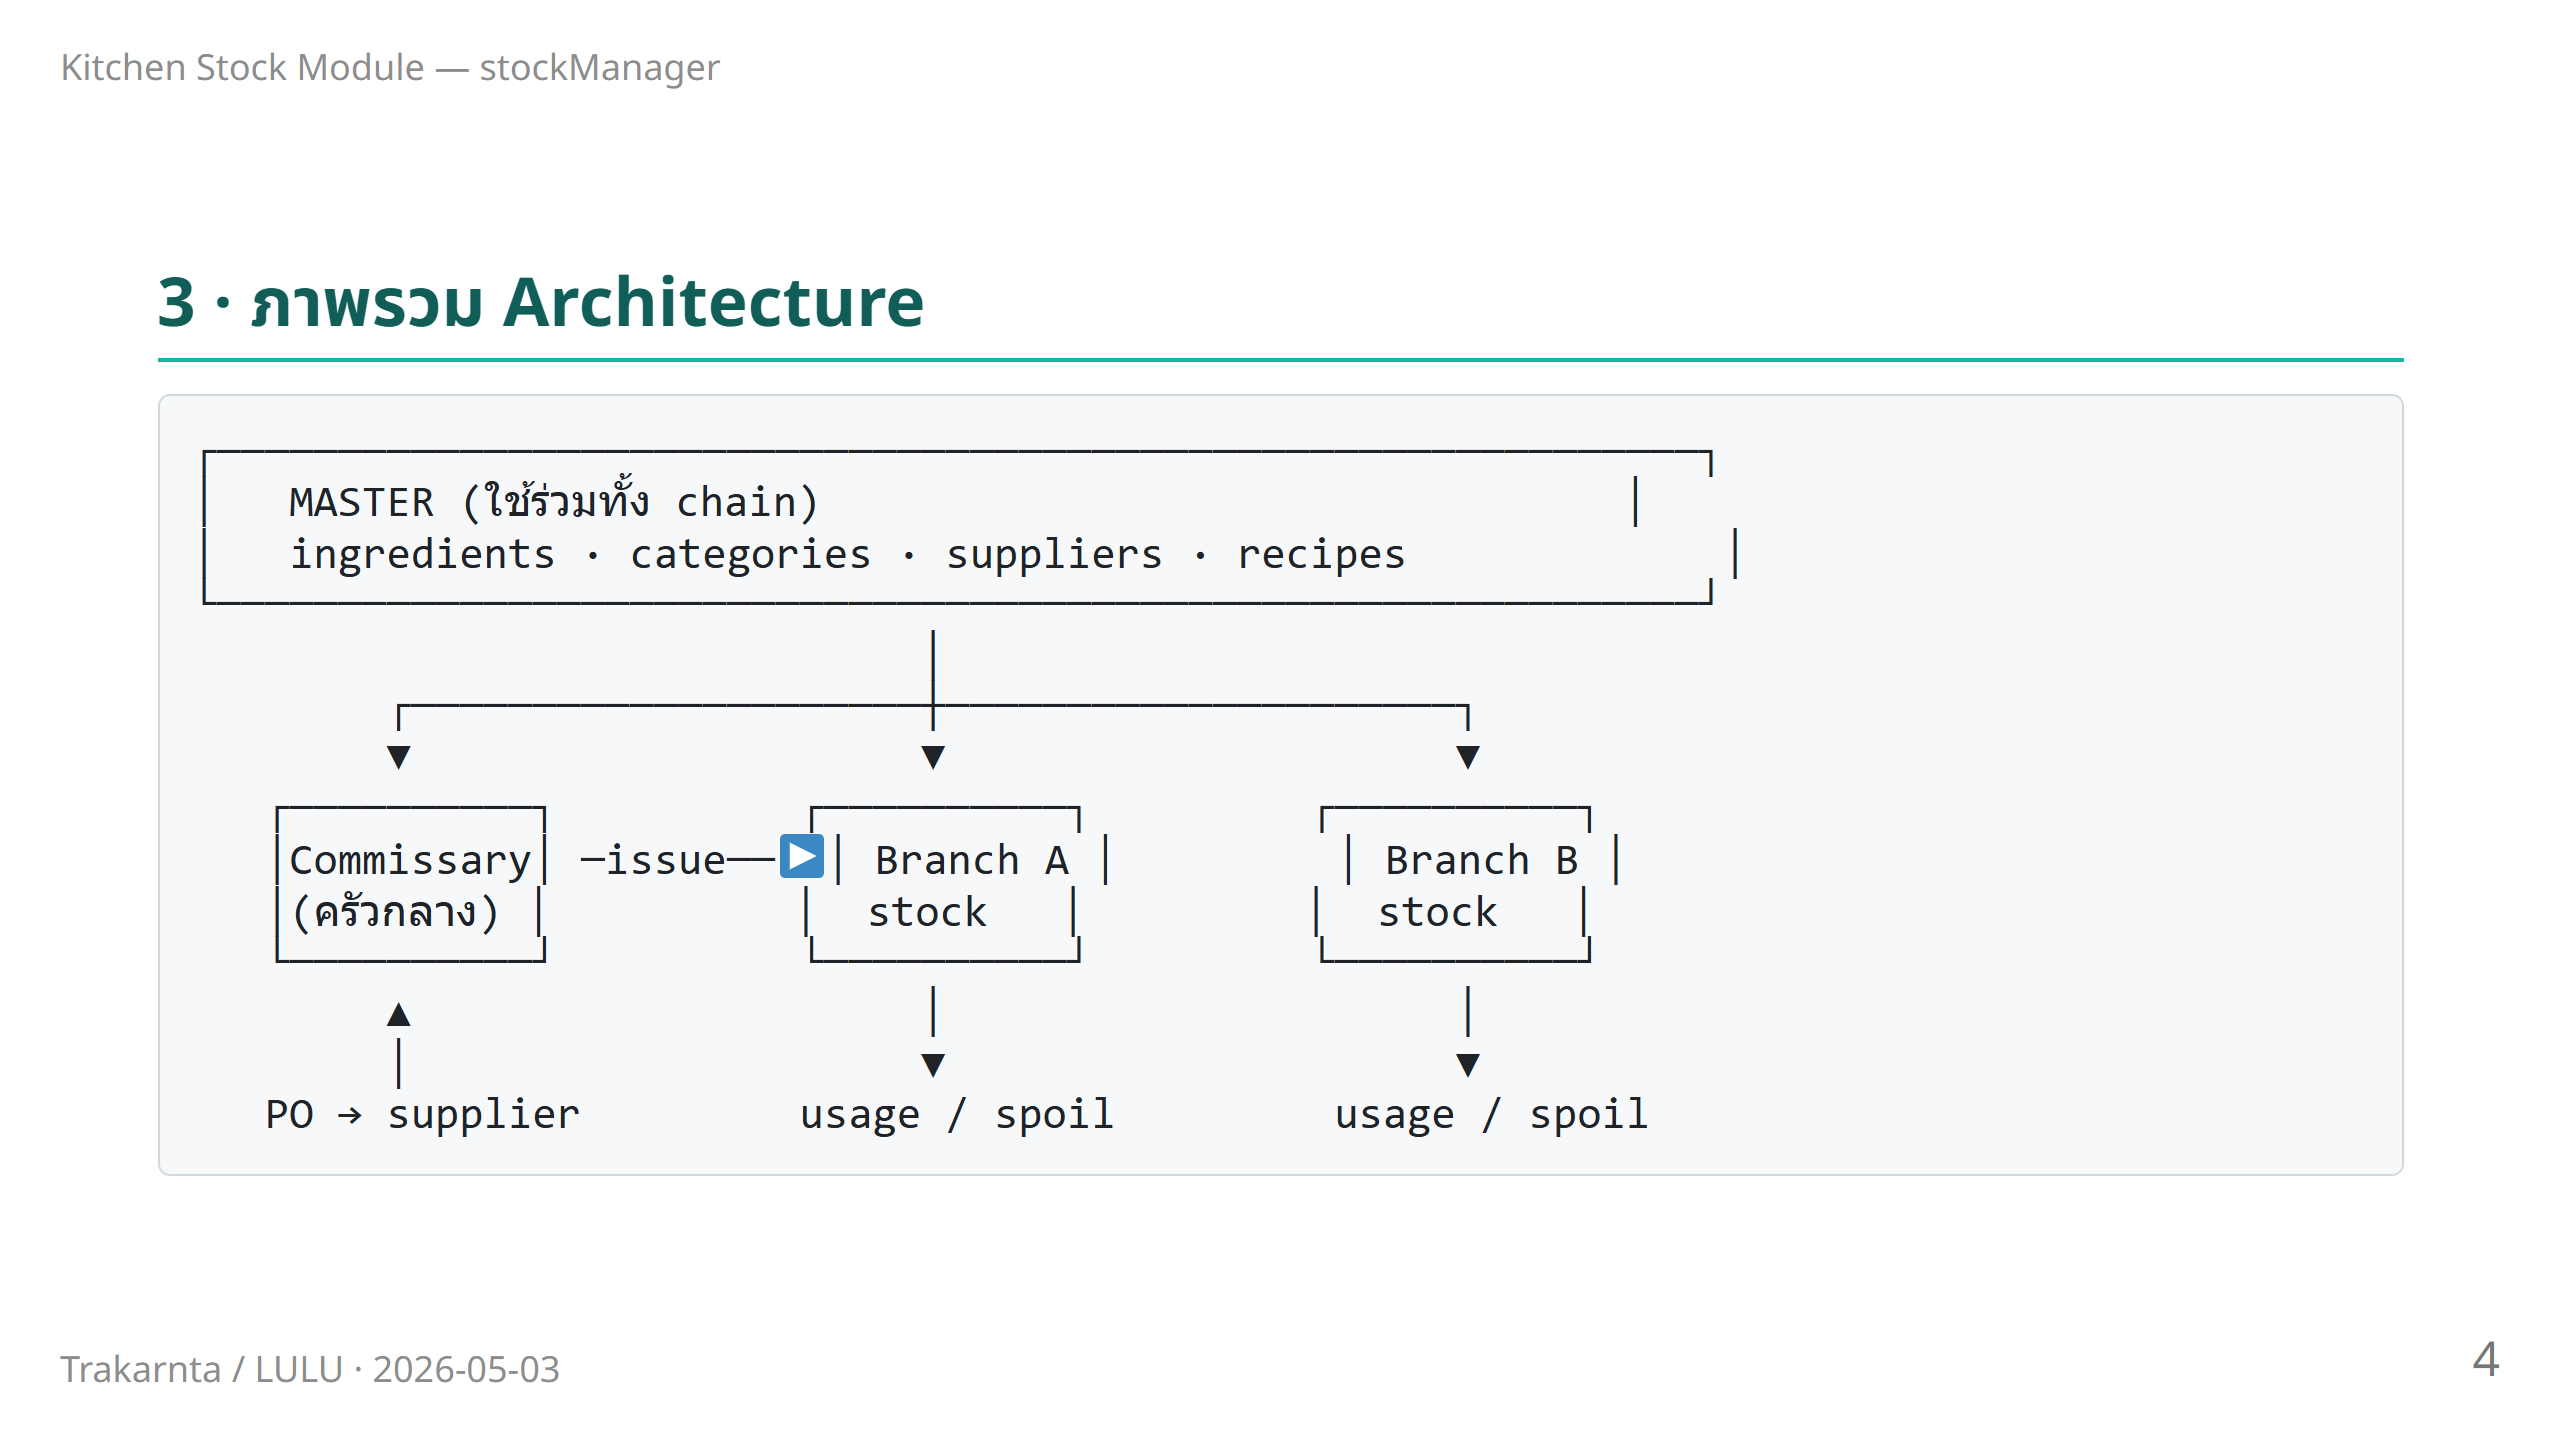 Kitchen Stock Module — stockManager
3 · ภาพรวม Architecture
MASTER (ใช้ร่วมทั้ง chain)
ingredients · categories · suppliers · recipes
Commissary —issue——▶ Branch A Branch B
(ครัวกลาง) stock stock
PO → supplier usage / spoil usage / spoil
Trakarnta / LULU · 2026-05-03
4